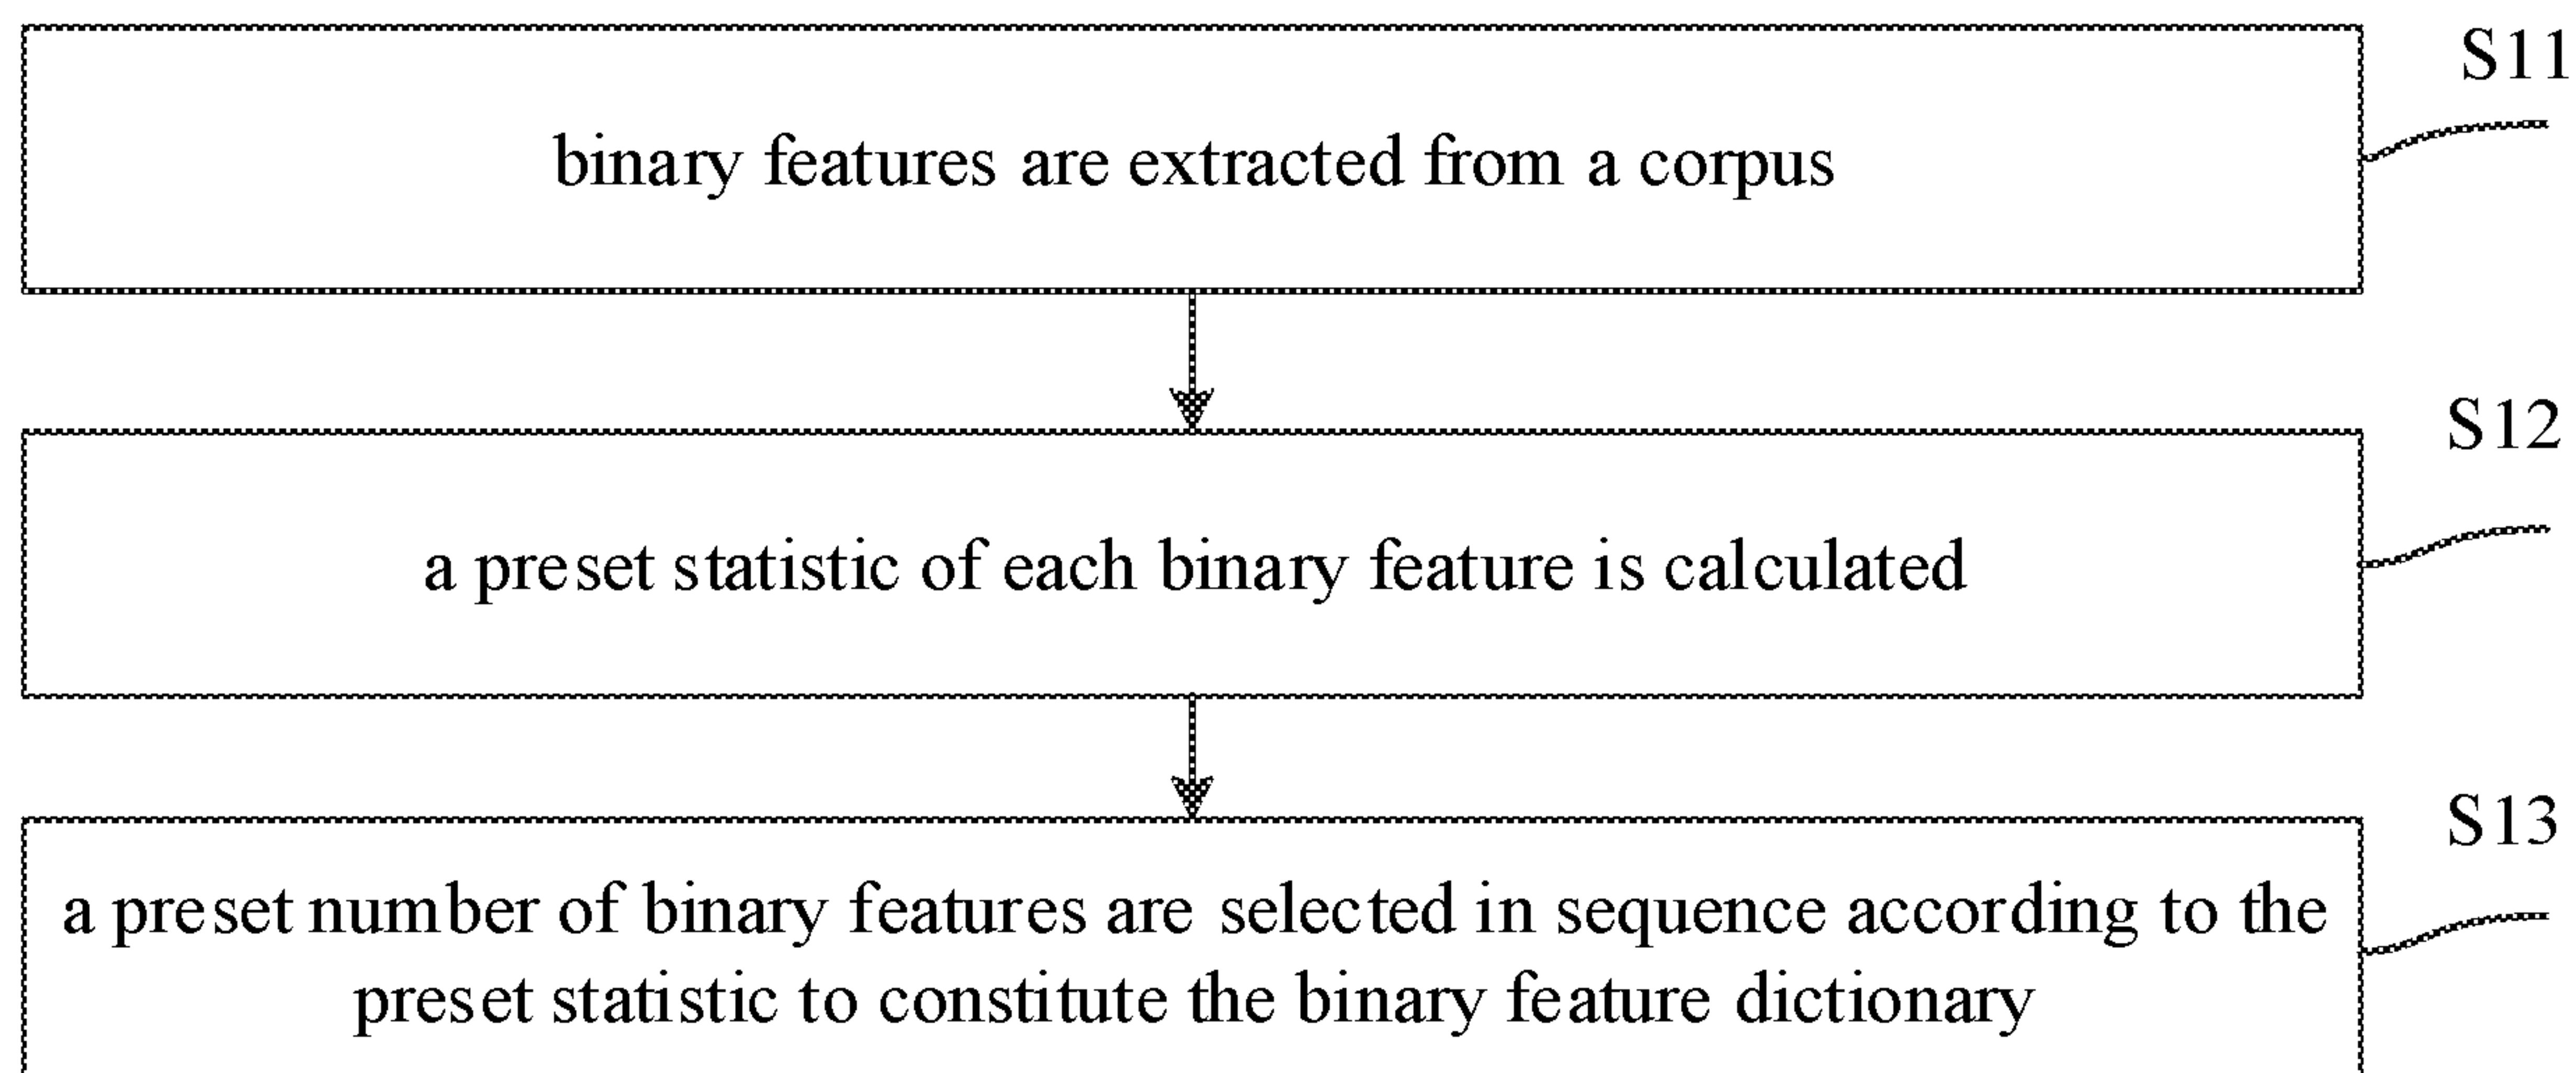 S11
binary features are extracted from a corpus
S12
a preset statistic of each binary feature is calculated
S13
a preset number of binary features are selected in sequence according to the
preset statistic to constitute the binary feature dictionary